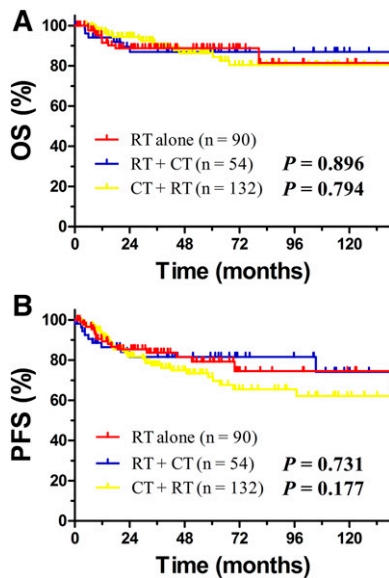 A
OS (%)
100
80
60
40
20
0
RT alone (n = 90)
RT + CT (n = 54) P = 0.896
CT + RT (n = 132) P = 0.794
0 24 48 72 96 120
Time (months)
B
PFS (%)
100
80
60
40
20
0
RT alone (n = 90)
RT + CT (n = 54) P = 0.731
CT + RT (n = 132) P = 0.177
0 24 48 72 96 120
Time (months)